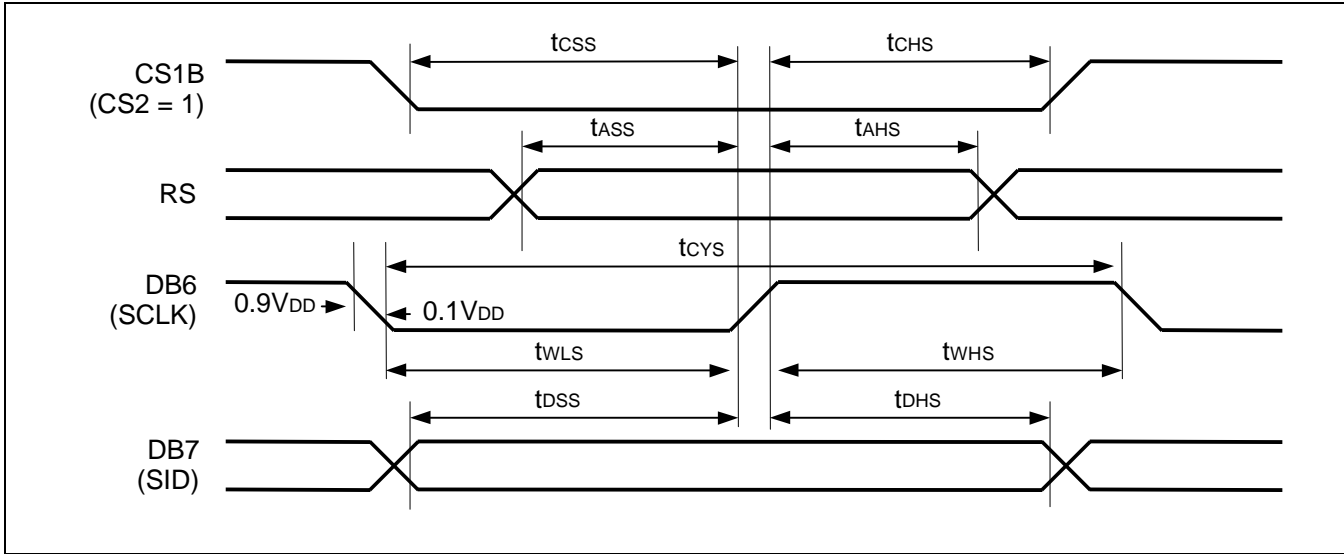 tCSS
tCHS
CS1B
(CS2 = 1)
tASS
tAHS
RS
tCYS
DB6
(SCLK)
0.9VDD
0.1VDD
tWLS
tWHS
tDSS
tDHS
DB7
(SID)